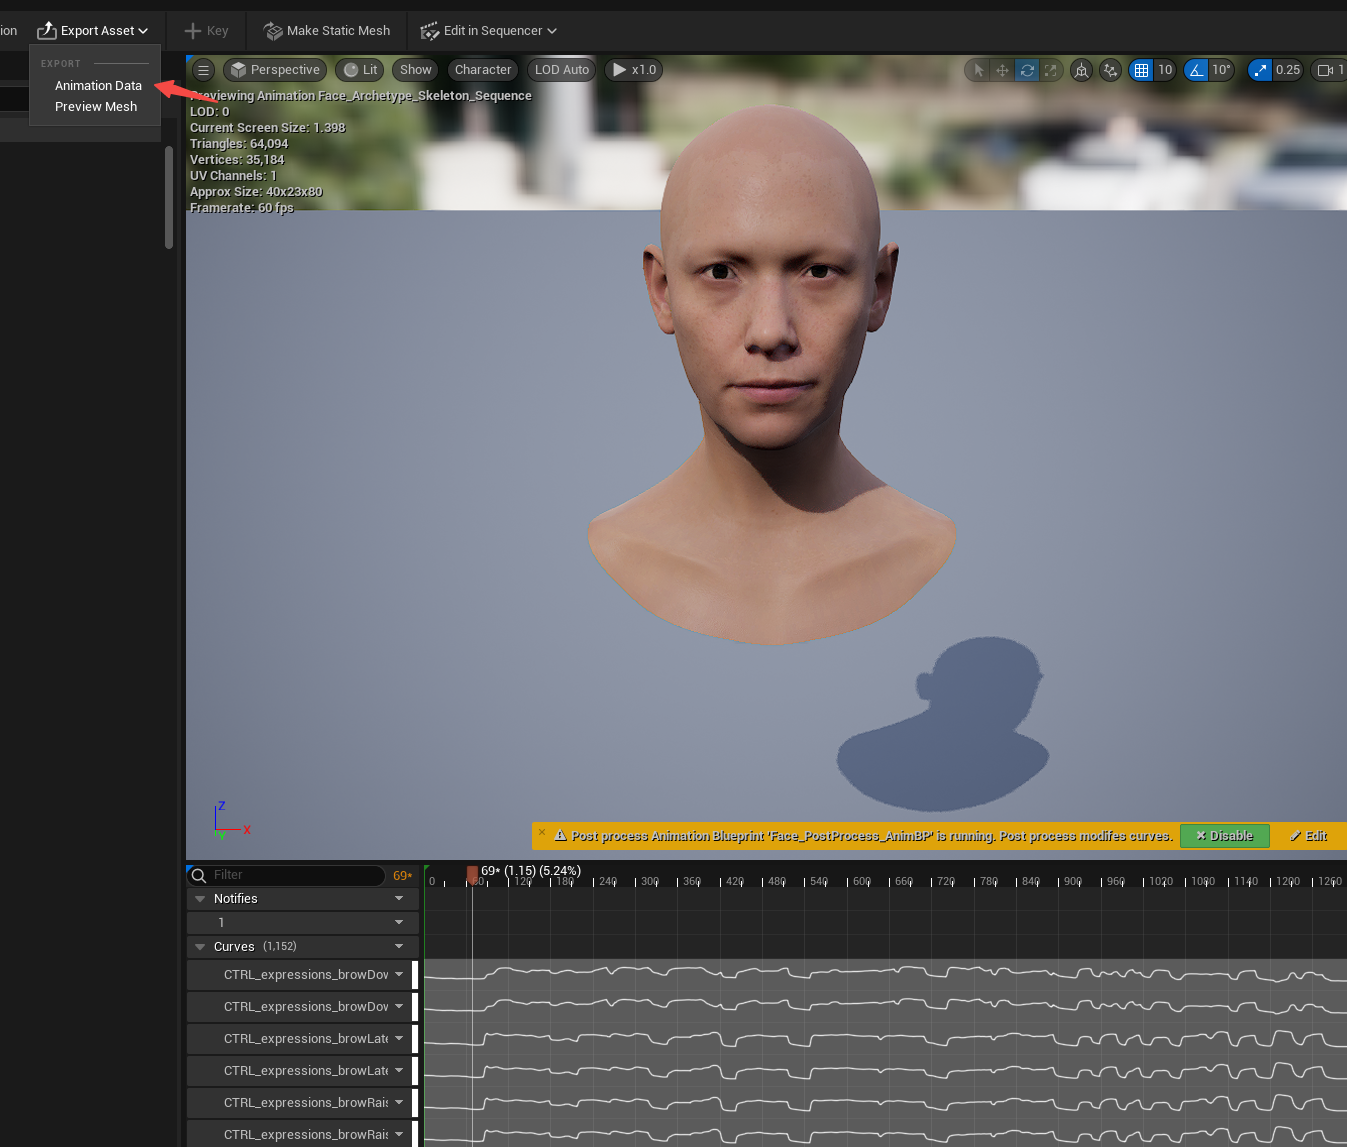 ion Export Asset Key Make Static Mesh Edit in Sequencer
EXPORT
Animation Data
Preview Mesh
Perspective Lit Show Character LOD Auto x1.0 10 10° 0.25 1
Previewing Animation Face_Archetype_Skeleton_Sequence
LOD: 0
Current Screen Size: 1.398
Triangles: 64,094
Vertices: 35,184
UV Channels: 1
Approx Size: 40x23x80
Framerate: 60 fps
Z
X
Y
Post process Animation Blueprint 'Face_PostProcess_AnimBP' is running. Post process modifes curves. Disable Edit
Filter 69*
69* (1.15) (5.24%)
0 60 120 180 240 300 360 420 480 540 600 660 720 780 840 900 960 1020 1080 1140 1200 1260
Notifies
1
Curves (1,152)
CTRL_expressions_browDow
CTRL_expressions_browDow
CTRL_expressions_browLate
CTRL_expressions_browLate
CTRL_expressions_browRais
CTRL_expressions_browRais